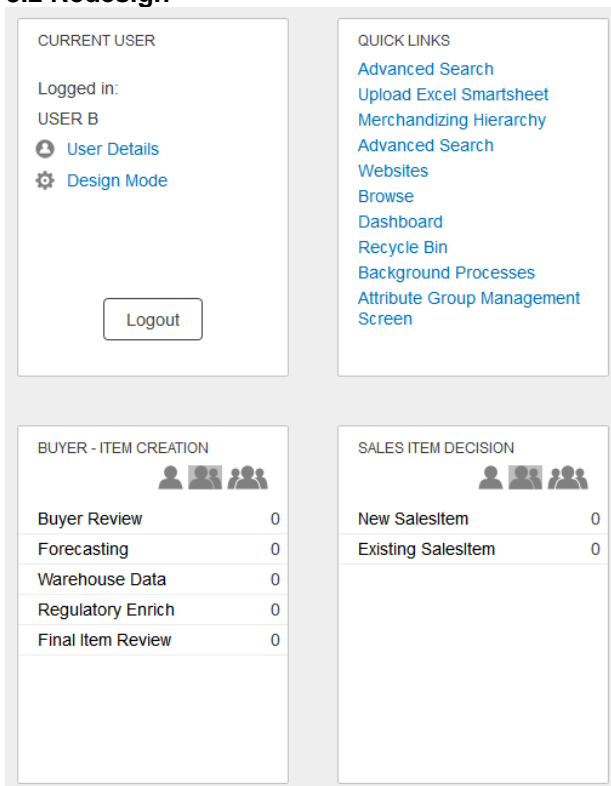 Redesign
CURRENT USER
Logged in:
USER B
User Details
Design Mode
Logout
QUICK LINKS
Advanced Search
Upload Excel Smartsheet
Merchandizing Hierarchy
Advanced Search
Websites
Browse
Dashboard
Recycle Bin
Background Processes
Attribute Group Management
Screen
BUYER - ITEM CREATION
Buyer Review 0
Forecasting 0
Warehouse Data 0
Regulatory Enrich 0
Final Item Review 0
SALES ITEM DECISION
New SalesItem 0
Existing SalesItem 0